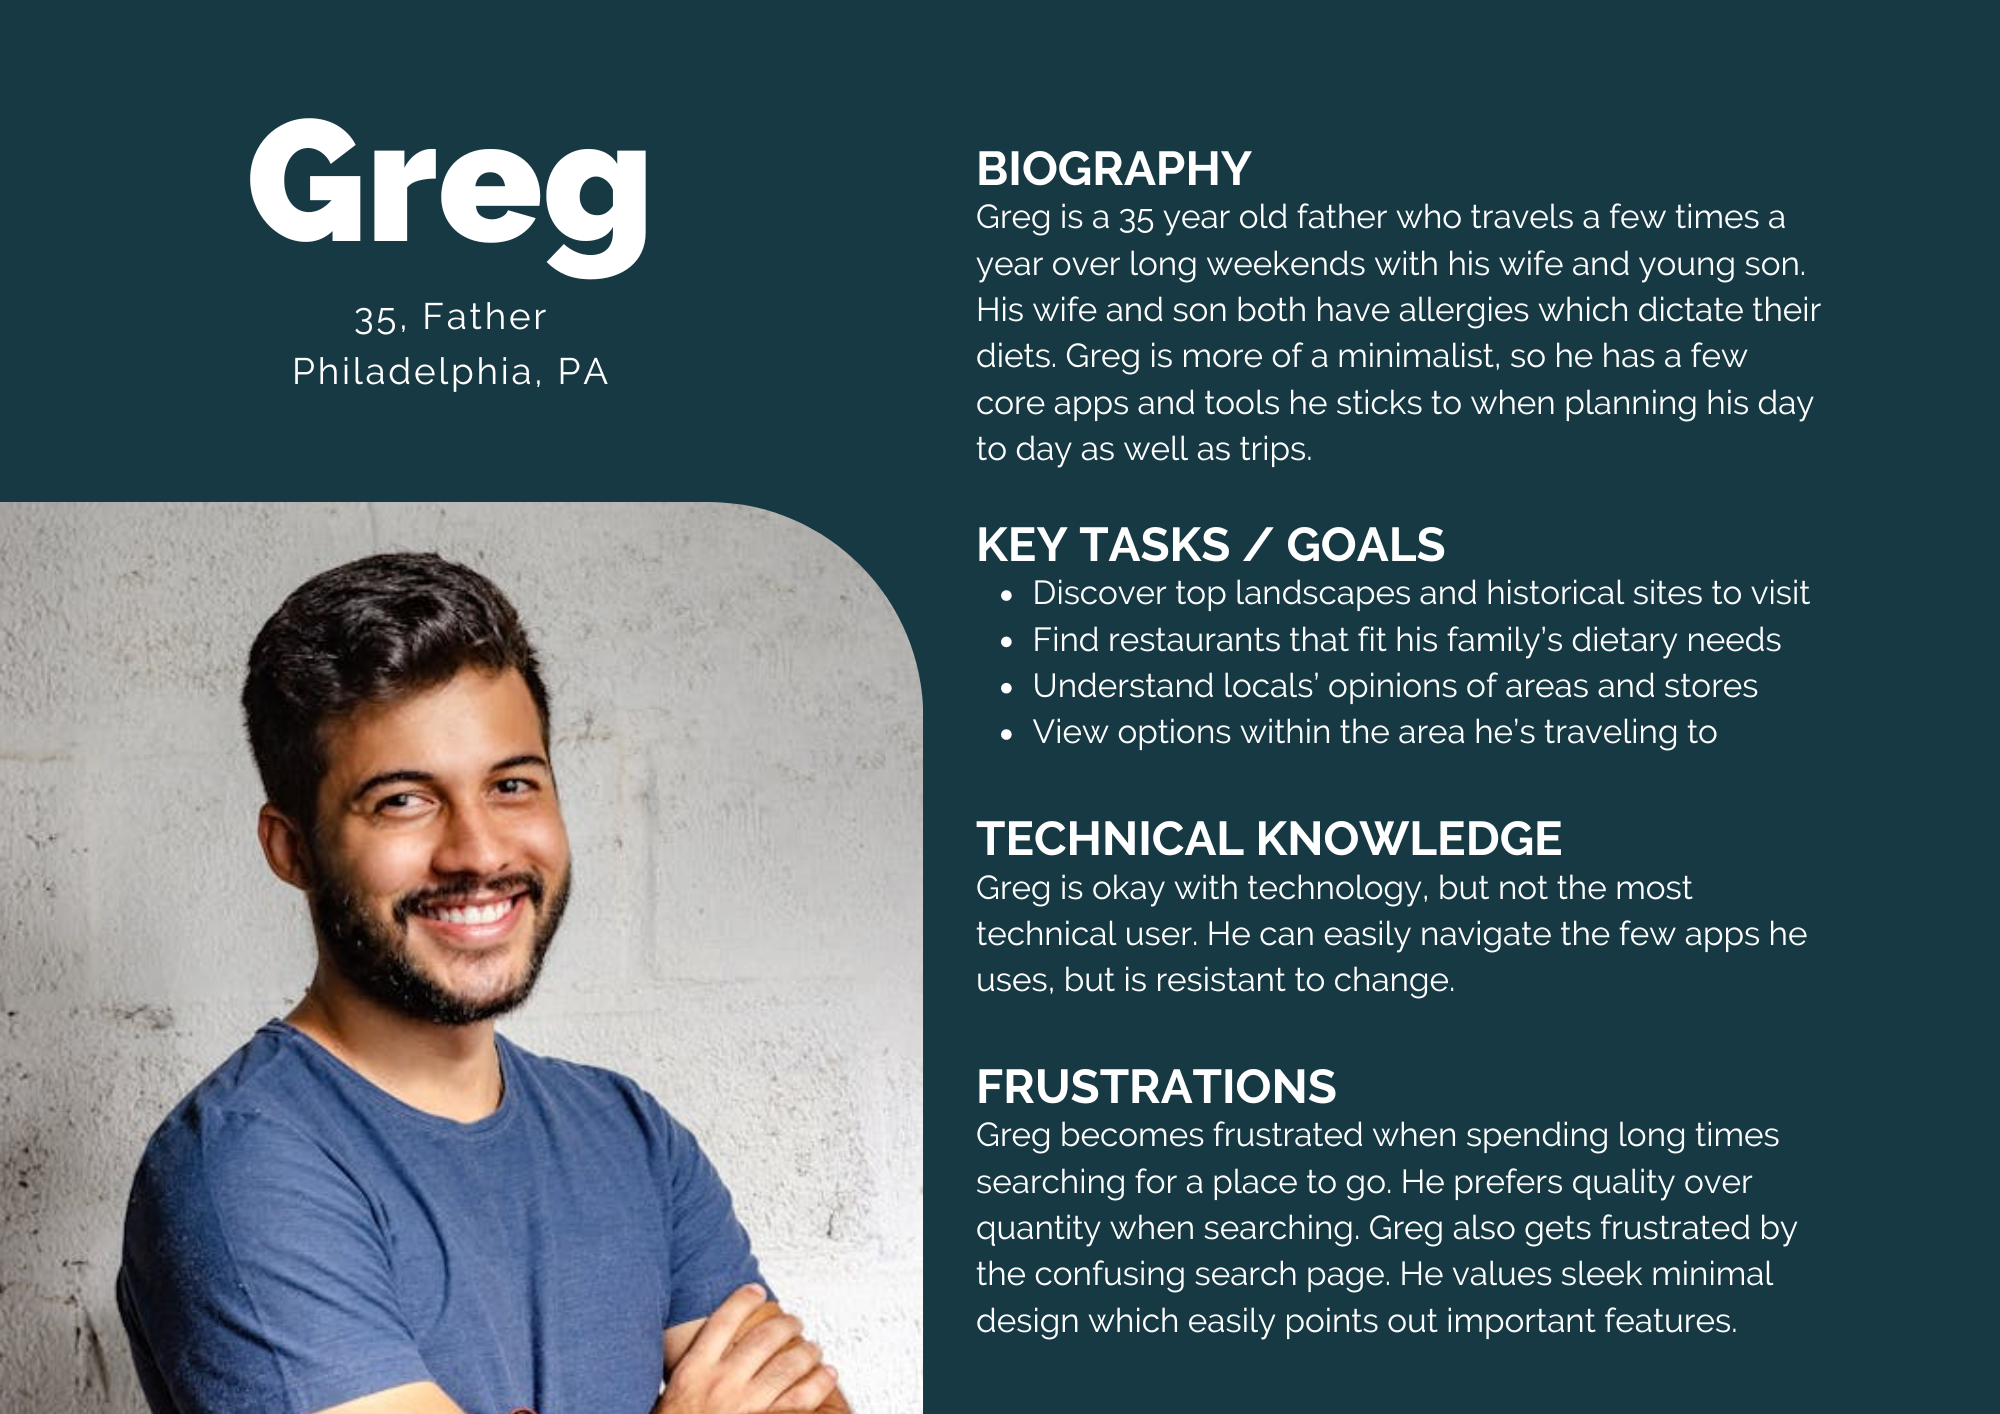 Greg
35, Father
Philadelphia, PA
BIOGRAPHY
Greg is a 35 year old father who travels a few times a
year over long weekends with his wife and young son.
His wife and son both have allergies which dictate their
diets. Greg is more of a minimalist, so he has a few
core apps and tools he sticks to when planning his day
to day as well as trips.
KEY TASKS / GOALS
• Discover top landscapes and historical sites to visit
• Find restaurants that fit his family’s dietary needs
• Understand locals’ opinions of areas and stores
• View options within the area he’s traveling to
TECHNICAL KNOWLEDGE
Greg is okay with technology, but not the most
technical user. He can easily navigate the few apps he
uses, but is resistant to change.
FRUSTRATIONS
Greg becomes frustrated when spending long times
searching for a place to go. He prefers quality over
quantity when searching. Greg also gets frustrated by
the confusing search page. He values sleek minimal
design which easily points out important features.